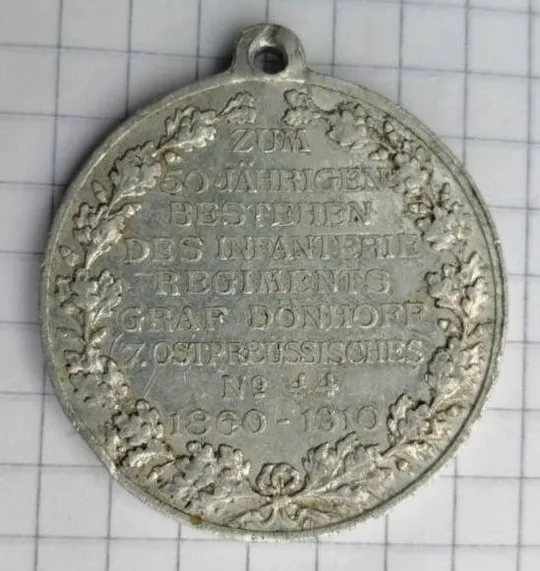 ZUM
50 JÄHRIGEN
BESTEHEN
DES INFANTERIE
REGIMENTS
GRAF DÖNHOFF
7. OSTPREUSSISCHES
No 44
1860-1910